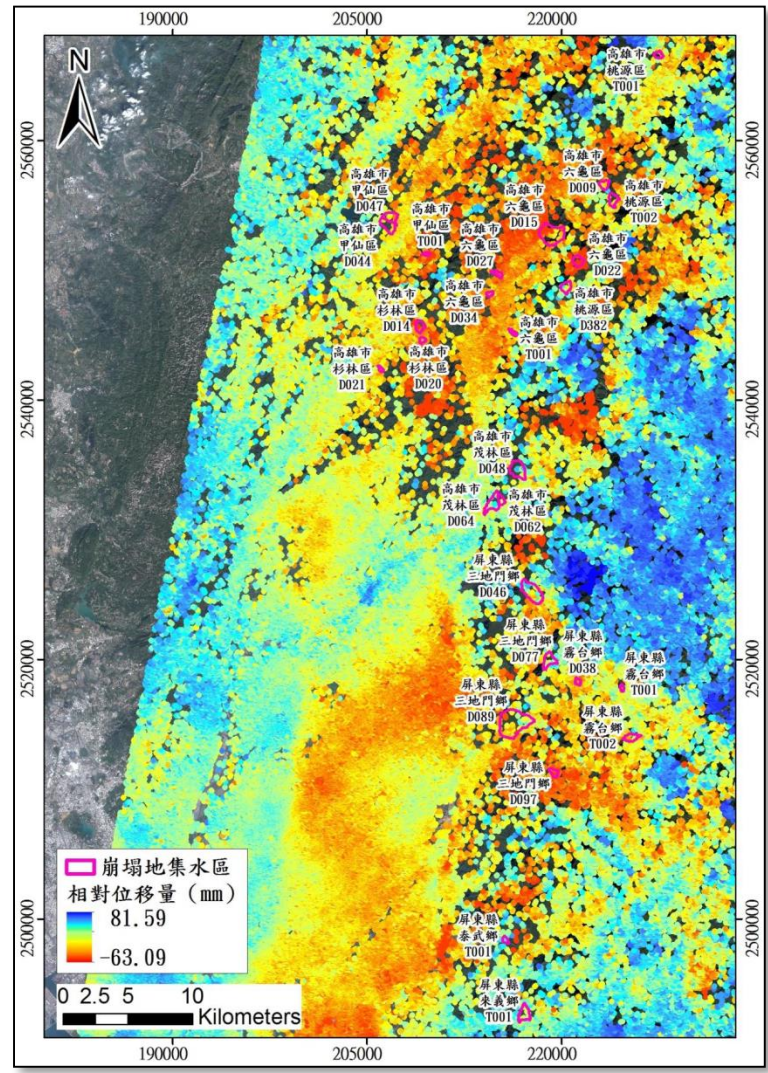 190000
205000
220000
N
高雄市
桃源區
T001
2560000
2560000
高雄市
甲仙區
D047
高雄市
甲仙區
D044
高雄市
甲仙區
T001
高雄市
六龜區
D015
高雄市
六龜區
D009
高雄市
桃源區
T002
高雄市
六龜區
D027
高雄市
六龜區
D022
高雄市
六龜區
D034
高雄市
桃源區
D382
高雄市
杉林區
D014
高雄市
六龜區
T001
高雄市
杉林區
D021
高雄市
杉林區
D020
2540000
2540000
高雄市
茂林區
D048
高雄市
茂林區
D064
高雄市
茂林區
D062
屏東縣
三地門鄉
D046
屏東縣
三地門鄉
D077
屏東縣
霧台鄉
D038
屏東縣
霧台鄉
T001
2520000
2520000
屏東縣
三地門鄉
D089
屏東縣
霧台鄉
T002
屏東縣
三地門鄉
D097
屏東縣
泰武鄉
T001
屏東縣
來義鄉
T001
2500000
2500000
崩塌地集水區
相對位移量 (mm)
81.59
-63.09
0 2.5 5 10
Kilometers
190000
205000
220000